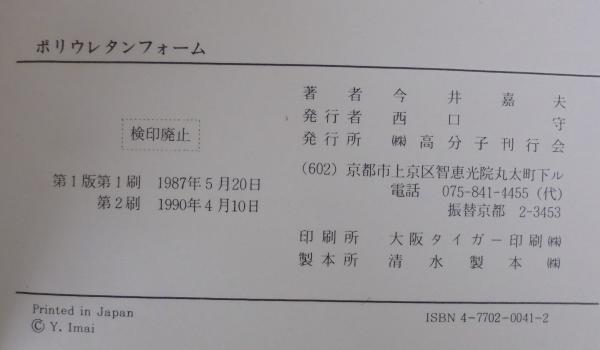 ポリウレタンフォーム
検印廃止
第1版第1刷 1987年5月20日
第2刷 1990年4月10日
著者 今井嘉夫
発行者 西口守
発行所 ㈱高分子刊行会
(602) 京都市上京区智恵光院丸太町下ル
電話 075-841-4455 (代)
振替京都 2-3453
印刷所 大阪タイガー印刷㈱
製本所 清水製本㈱
Printed in Japan
© Y. Imai
ISBN 4-7702-0041-2